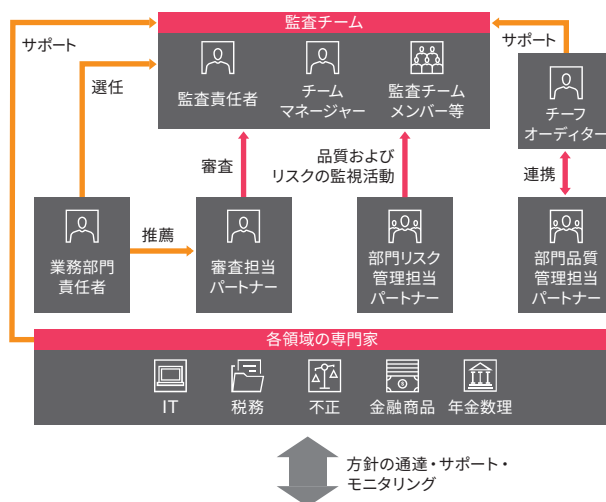 監査チーム
サポート
サポート
選任
監査責任者
チーム
マネージャー
監査チーム
メンバー等
チーフ
オーディター
審査
品質および
リスクの監視活動
連携
推薦
業務部門
責任者
審査担当
パートナー
部門リスク
管理担当
パートナー
部門品質
管理担当
パートナー
各領域の専門家
IT
税務
不正
金融商品
年金数理
方針の通達・サポート・
モニタリング